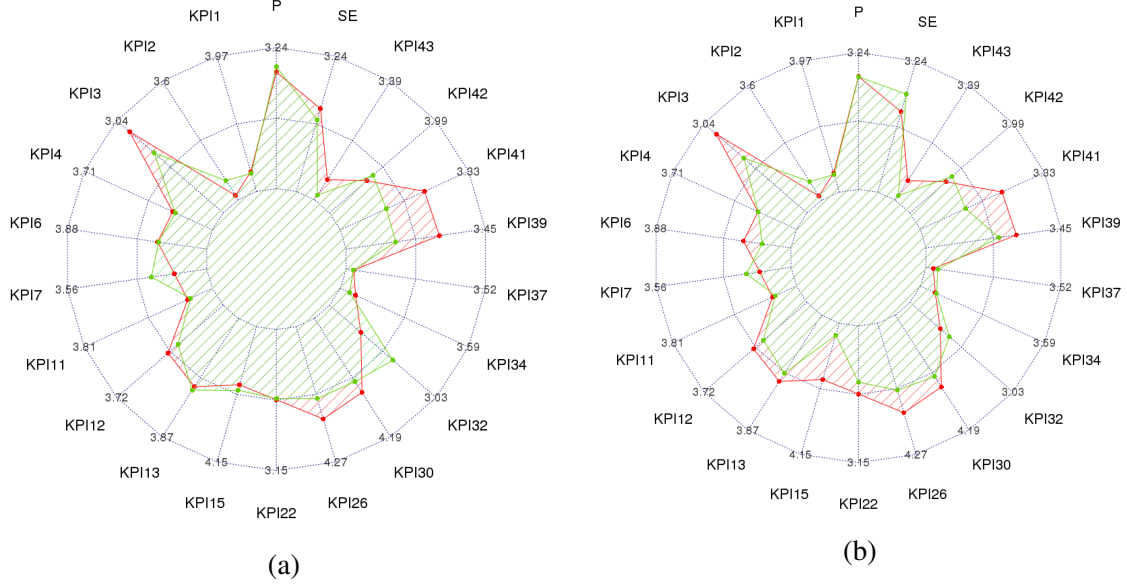 P
SE
KPI43
KPI42
KPI41
KPI39
KPI37
KPI34
KPI32
KPI30
KPI26
KPI22
KPI15
KPI13
KPI12
KPI11
KPI7
KPI6
KPI4
KPI3
KPI2
KPI1
3.24
3.24
3.39
3.99
3.83
3.45
3.52
3.59
3.03
4.19
4.27
3.15
4.15
3.87
3.72
3.81
3.56
3.88
3.71
3.04
3.6
3.97
(a)
P
SE
KPI43
KPI42
KPI41
KPI39
KPI37
KPI34
KPI32
KPI30
KPI26
KPI22
KPI15
KPI13
KPI12
KPI11
KPI7
KPI6
KPI4
KPI3
KPI2
KPI1
3.24
3.24
3.39
3.99
3.83
3.45
3.52
3.59
3.03
4.19
4.27
3.15
4.15
3.87
3.72
3.81
3.56
3.88
3.71
3.04
3.6
3.97
(b)